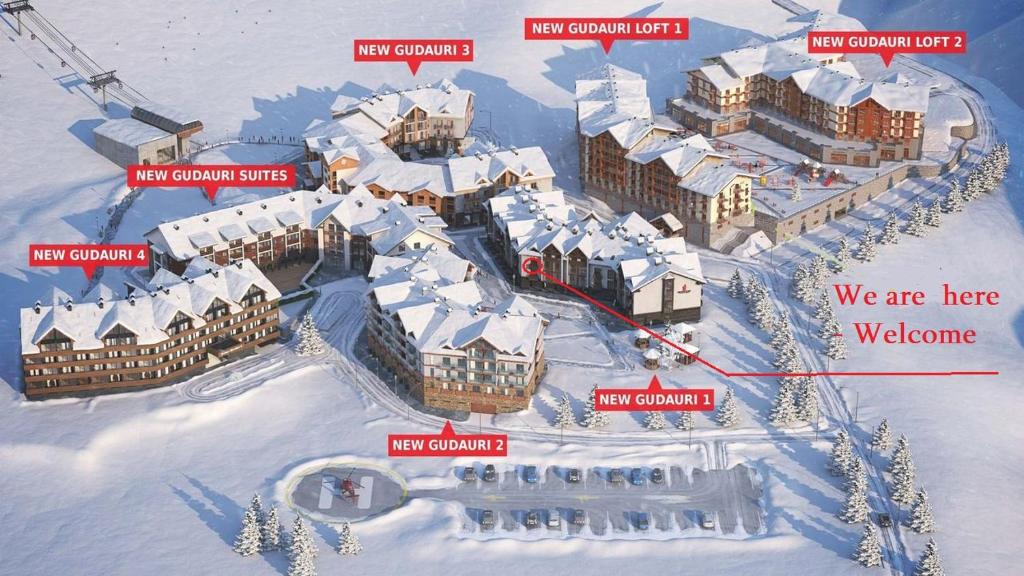 NEW GUDAURI LOFT 1
NEW GUDAURI 3
NEW GUDAURI LOFT 2
NEW GUDAURI SUITES
NEW GUDAURI 4
We are here
Welcome
NEW GUDAURI 1
NEW GUDAURI 2
H